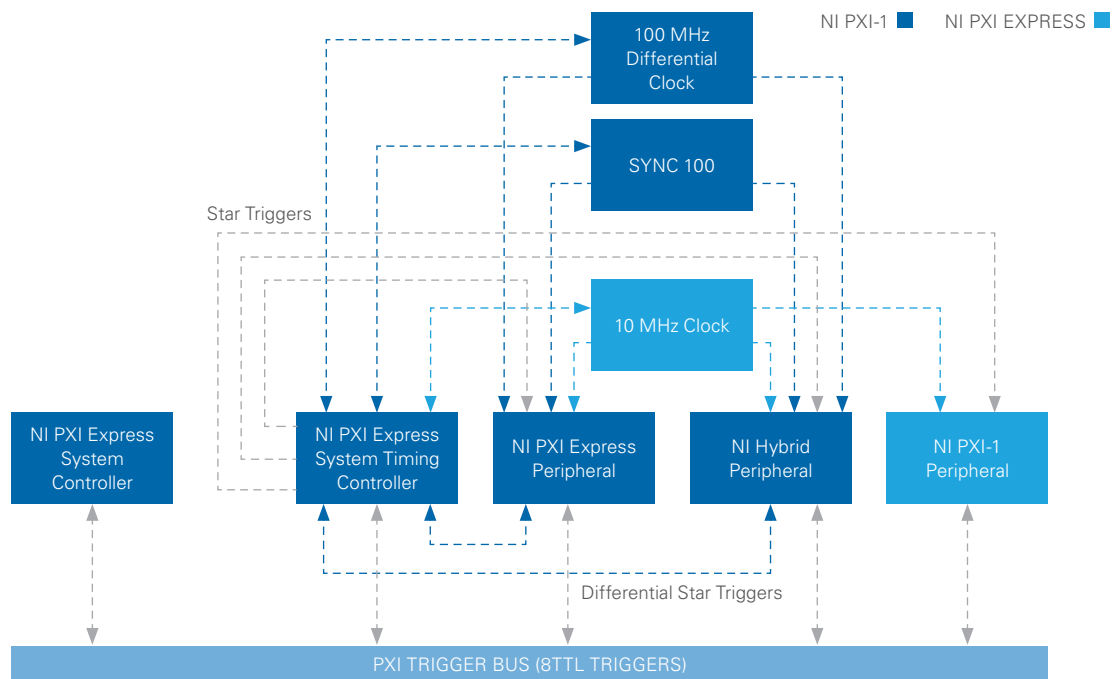 NI PXI-1
NI PXI EXPRESS
100 MHz
Differential
Clock
SYNC 100
Star Triggers
10 MHz Clock
NI PXI Express
System
Controller
NI PXI Express
System Timing
Controller
NI PXI Express
Peripheral
NI Hybrid
Peripheral
NI PXI-1
Peripheral
Differential Star Triggers
PXI TRIGGER BUS (8TTL TRIGGERS)